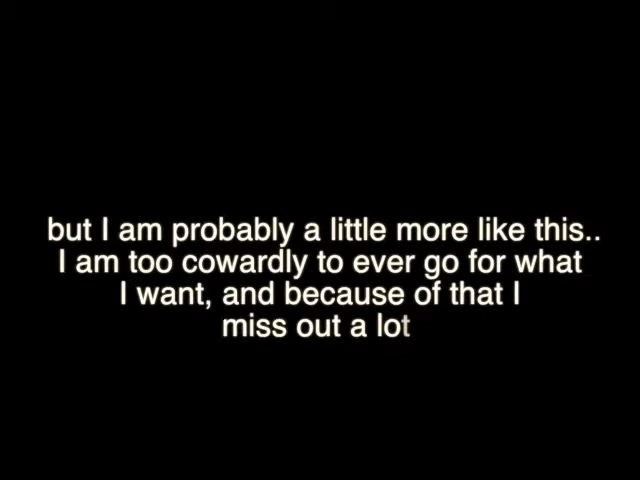 but I am probably a little more like this..
I am too cowardly to ever go for what
I want, and because of that I
miss out a lot